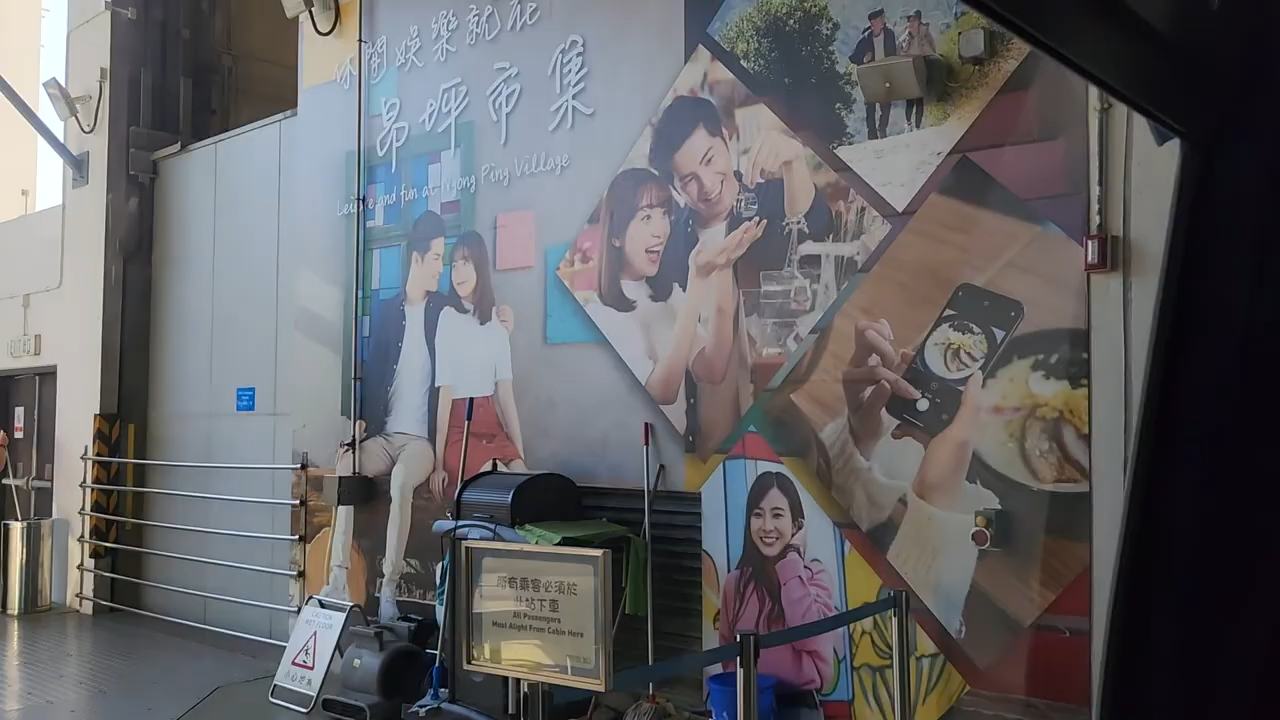 休閒娛樂就在
昂坪市集
Leisure and fun at Ngong Ping Village
EXIT 出
所有乘客必須於
此站下車
All Passengers
Must Alight From Cabin Here
CAUTION
WET FLOOR
小心地滑